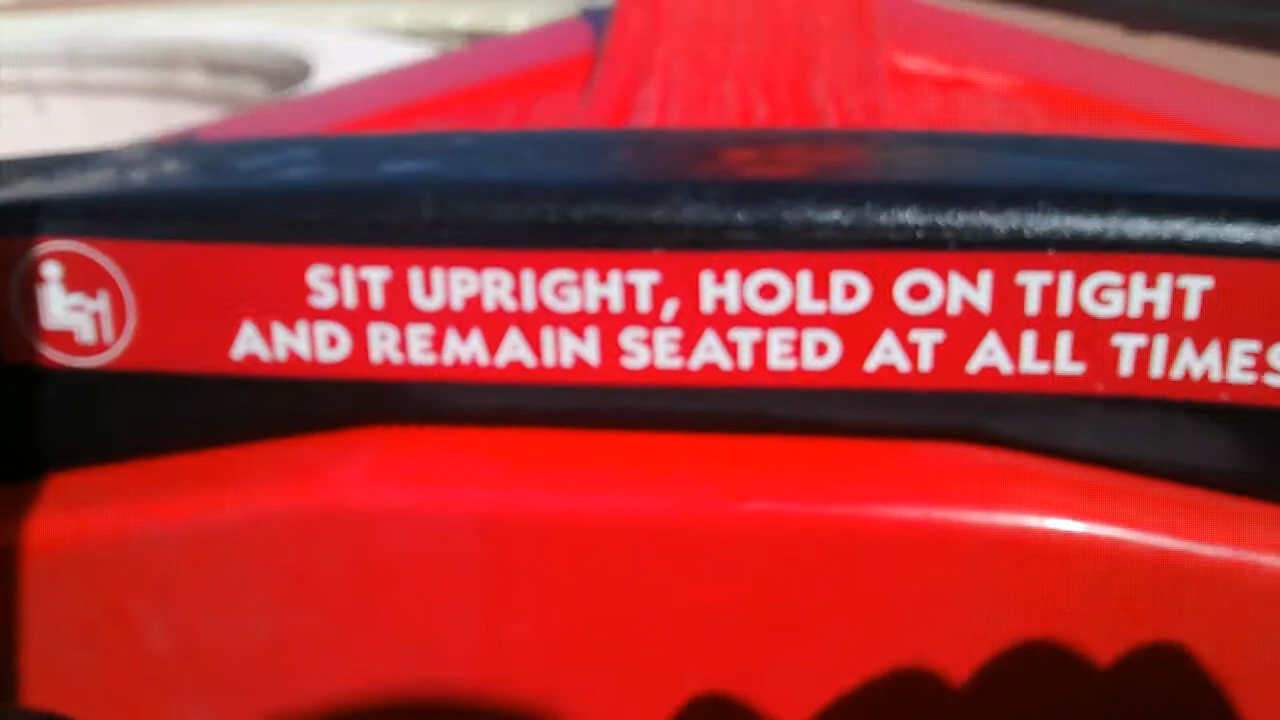 SIT UPRIGHT, HOLD ON TIGHT
AND REMAIN SEATED AT ALL TIMES